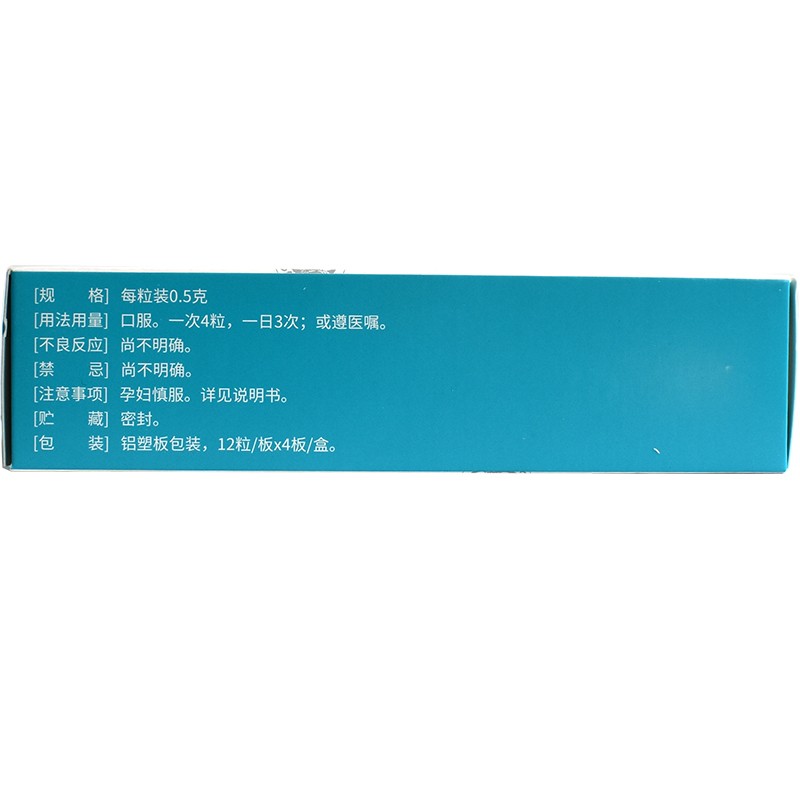 [规 格] 每粒装0.5克
[用法用量] 口服。一次4粒，一日3次；或遵医嘱。
[不良反应] 尚不明确。
[禁 忌] 尚不明确。
[注意事项] 孕妇慎服。详见说明书。
[贮 藏] 密封。
[包 装] 铝塑板包装，12粒/板x4板/盒。